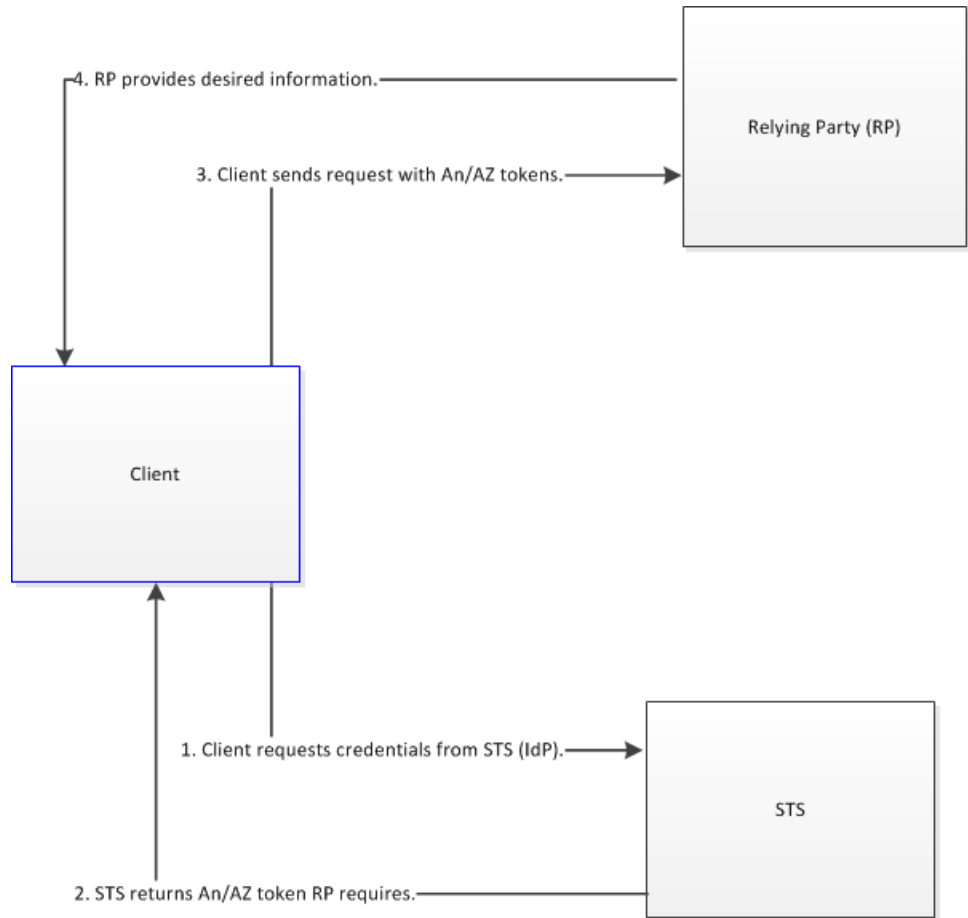 4. RP provides desired information.
Relying Party (RP)
3. Client sends request with An/AZ tokens.
Client
1. Client requests credentials from STS (IdP).
STS
2. STS returns An/AZ token RP requires.